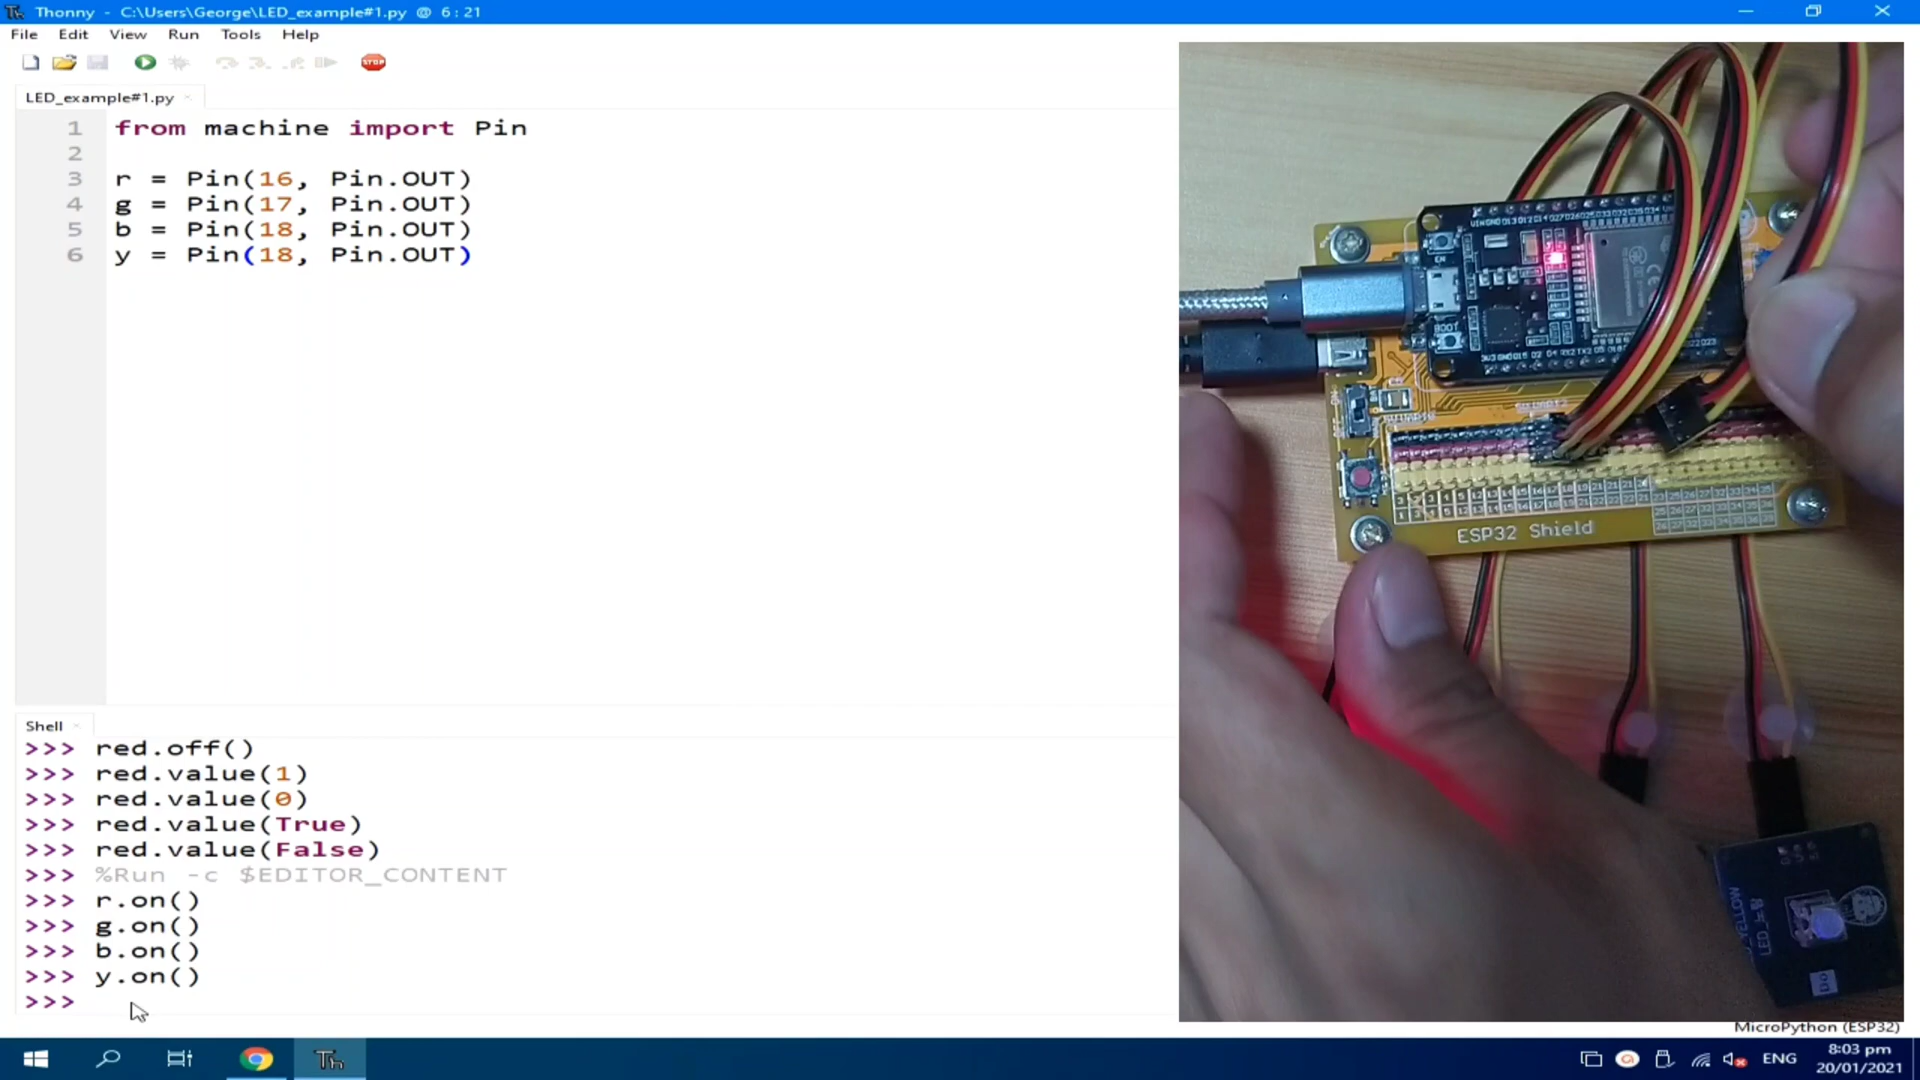 Thonny - C:\Users\George\LED_example#1.py @ 6 : 21
File Edit View Run Tools Help
STOP
LED_example#1.py
1 from machine import Pin
2
3 r = Pin(16, Pin.OUT)
4 g = Pin(17, Pin.OUT)
5 b = Pin(18, Pin.OUT)
6 y = Pin(18, Pin.OUT)
Shell
>>> red.off()
>>> red.value(1)
>>> red.value(0)
>>> red.value(True)
>>> red.value(False)
>>> %Run -c $EDITOR_CONTENT
>>> r.on()
>>> g.on()
>>> b.on()
>>> y.on()
>>>
EN
BOOT
ESP32 Shield
YELLOW
LED
MicroPython (ESP32)
Th
ENG
8:03 pm
20/01/2021